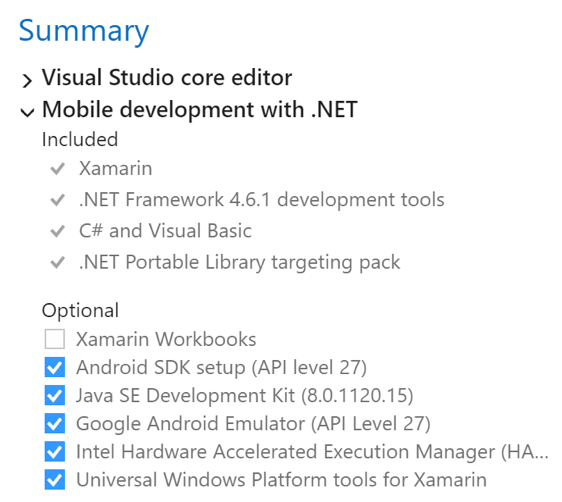 Summary
Visual Studio core editor
Mobile development with .NET
Included
Xamarin
.NET Framework 4.6.1 development tools
C# and Visual Basic
.NET Portable Library targeting pack
Optional
Xamarin Workbooks
Android SDK setup (API level 27)
Java SE Development Kit (8.0.1120.15)
Google Android Emulator (API Level 27)
Intel Hardware Accelerated Execution Manager (HA...
Universal Windows Platform tools for Xamarin